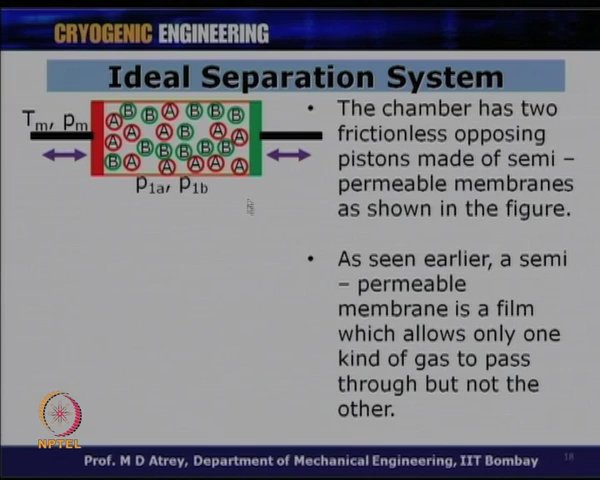 CRYOGENIC ENGINEERING
Ideal Separation System
Tm, pm
A B B A B B B
A A A B A A
A B B B B B
B A A A A A
p1a, p1b
• The chamber has two
frictionless opposing
pistons made of semi –
permeable membranes
as shown in the figure.
• As seen earlier, a semi
– permeable
membrane is a film
which allows only one
kind of gas to pass
through but not the
other.
NPTEL
Prof. M D Atrey, Department of Mechanical Engineering, IIT Bombay
18